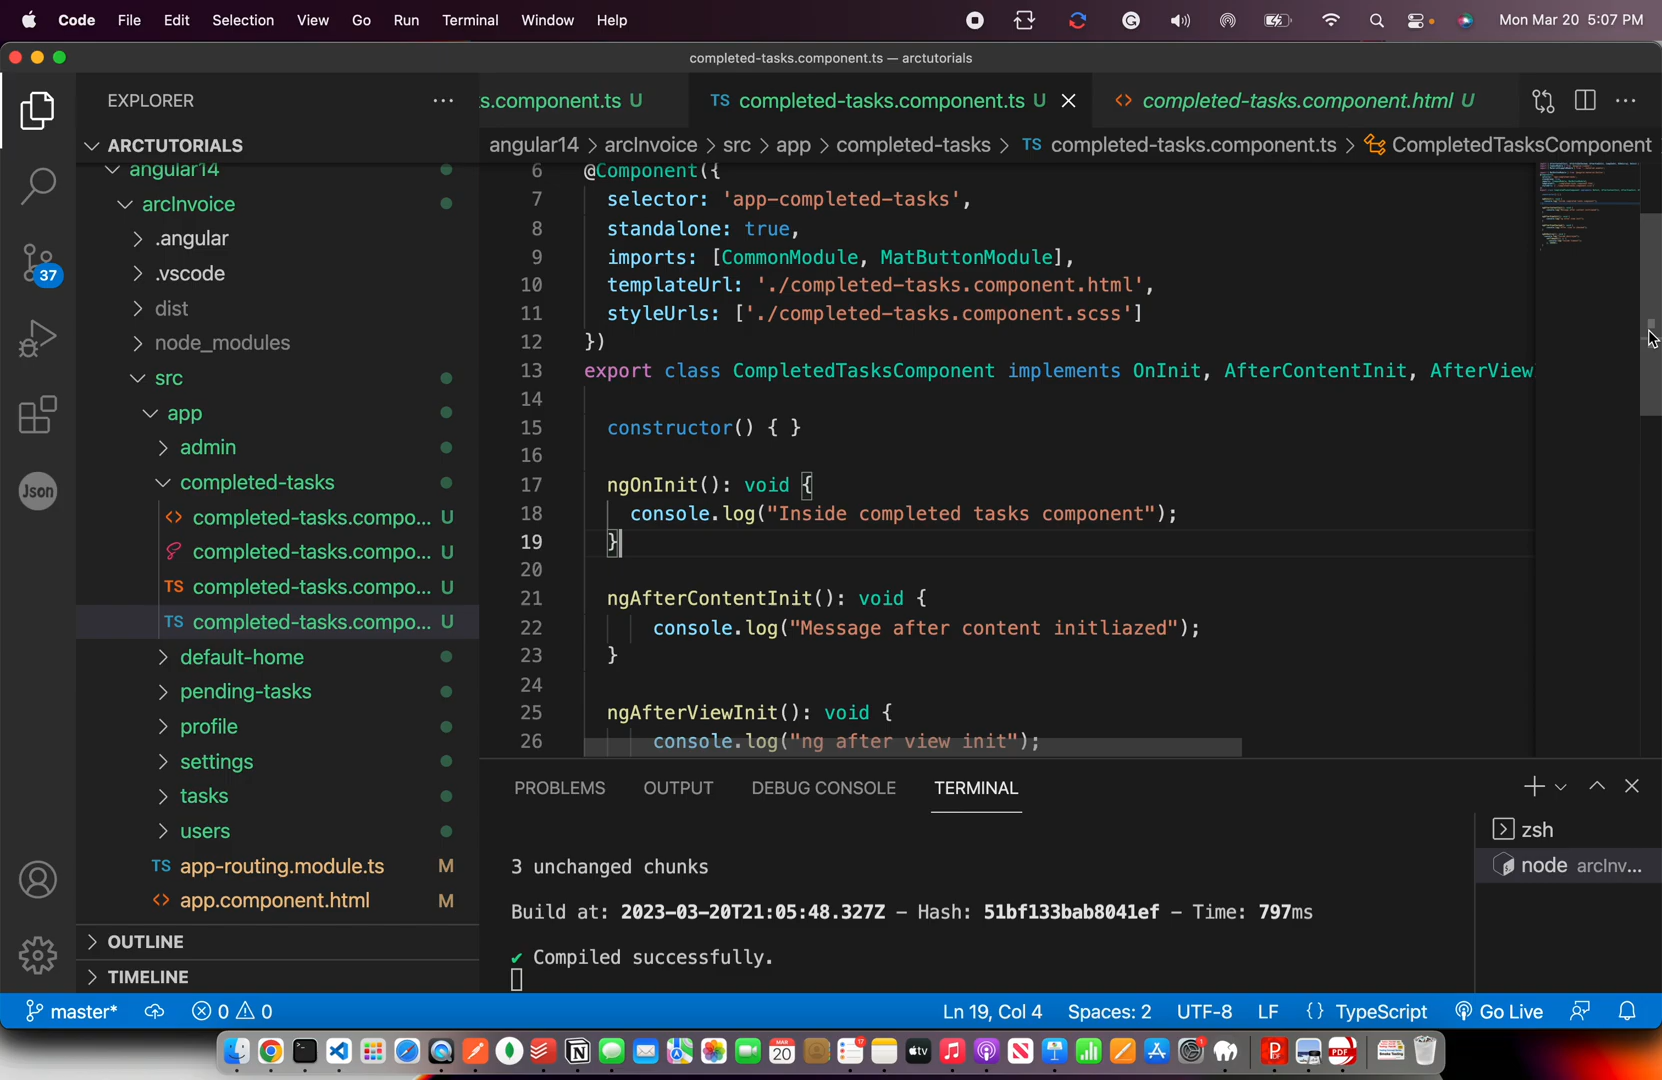 Code File Edit Selection View Go Run Terminal Window Help Mon Mar 20 5:07 PM
completed-tasks.component.ts — arctutorials
EXPLORER
s.component.ts U
TS completed-tasks.component.ts U
<> completed-tasks.component.html U
ARCTUTORIALS
angular14 > arcInvoice > src > app > completed-tasks > TS completed-tasks.component.ts > CompletedTasksComponent
angular14
arcInvoice
.angular
.vscode
dist
node_modules
src
app
admin
completed-tasks
<> completed-tasks.compo... U
completed-tasks.compo... U
TS completed-tasks.compo... U
TS completed-tasks.compo... U
default-home
pending-tasks
profile
settings
tasks
users
TS app-routing.module.ts M
<> app.component.html M
OUTLINE
TIMELINE
37
Json
6 @Component({
7 selector: 'app-completed-tasks',
8 standalone: true,
9 imports: [CommonModule, MatButtonModule],
10 templateUrl: './completed-tasks.component.html',
11 styleUrls: ['./completed-tasks.component.scss']
12 })
13 export class CompletedTasksComponent implements OnInit, AfterContentInit, AfterView
14
15 constructor() { }
16
17 ngOnInit(): void {
18 console.log("Inside completed tasks component");
19 }
20
21 ngAfterContentInit(): void {
22 console.log("Message after content initliazed");
23 }
24
25 ngAfterViewInit(): void {
26 console.log("ng after view init");
PROBLEMS OUTPUT DEBUG CONSOLE TERMINAL
zsh
node arcInv...
3 unchanged chunks
Build at: 2023-03-20T21:05:48.327Z - Hash: 51bf133bab8041ef - Time: 797ms
✔ Compiled successfully.
master* 0 0 Ln 19, Col 4 Spaces: 2 UTF-8 LF {} TypeScript Go Live